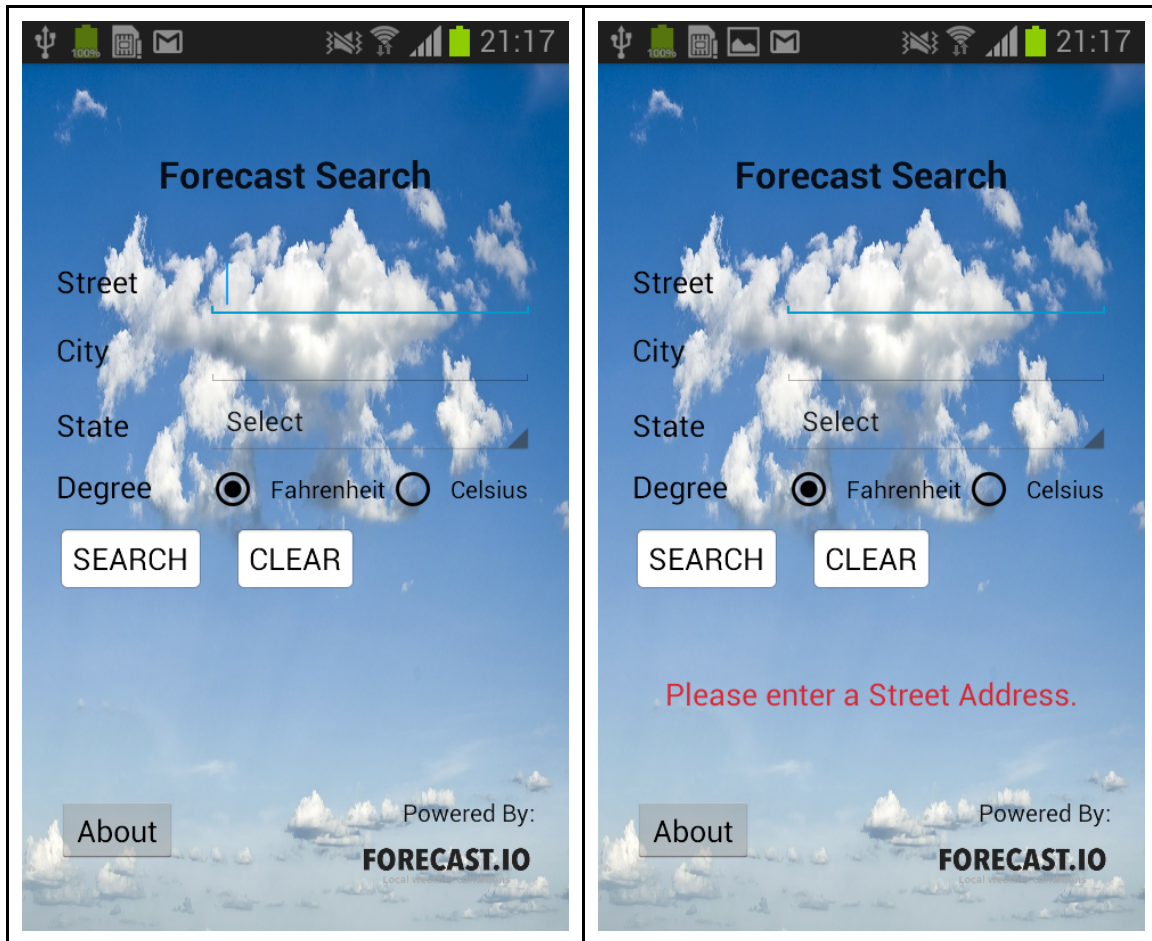 100% 21:17
Forecast Search
Street
City
State Select
Degree Fahrenheit Celsius
SEARCH CLEAR
About
Powered By:
FORECAST.IO
100% 21:17
Forecast Search
Street
City
State Select
Degree Fahrenheit Celsius
SEARCH CLEAR
Please enter a Street Address.
About
Powered By:
FORECAST.IO